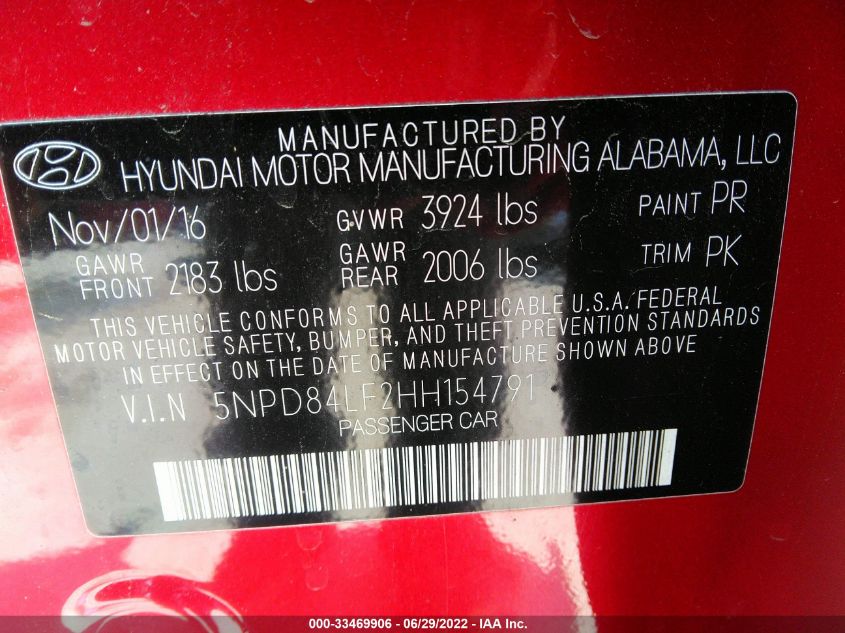 MANUFACTURED BY
HYUNDAI MOTOR MANUFACTURING ALABAMA, LLC
Nov/01/16 GVWR 3924 lbs PAINT PR
GAWR FRONT 2183 lbs GAWR REAR 2006 lbs TRIM PK
THIS VEHICLE CONFORMS TO ALL APPLICABLE U.S.A. FEDERAL
MOTOR VEHICLE SAFETY, BUMPER, AND THEFT PREVENTION STANDARDS
IN EFFECT ON THE DATE OF MANUFACTURE SHOWN ABOVE
V.I.N 5NPD84LF2HH154791
PASSENGER CAR
000-33469906 - 06/29/2022 - IAA Inc.